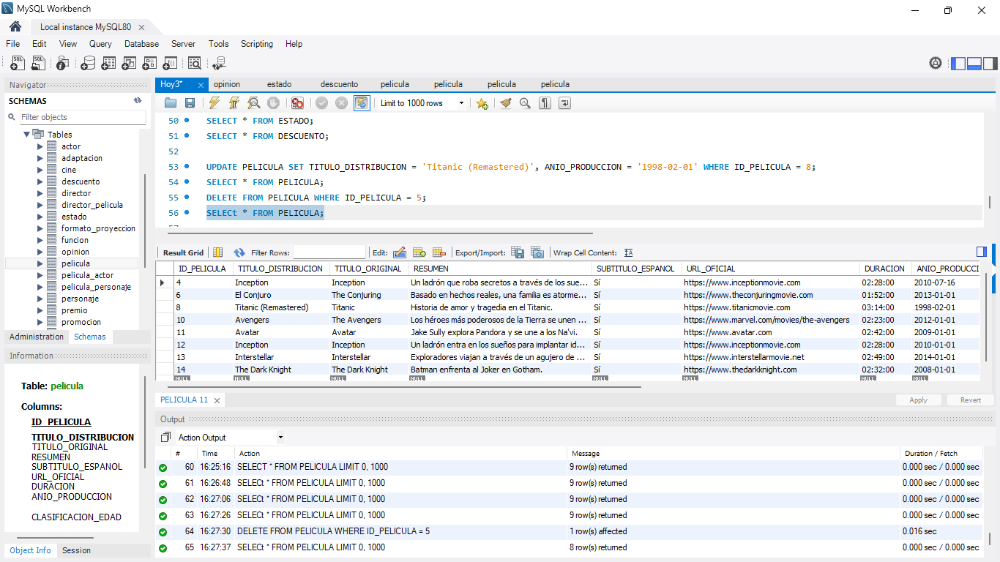 MySQL Workbench
Local instance MySQL80
File Edit View Query Database Server Tools Scripting Help
Navigator
SCHEMAS
Filter objects
Tables
actor
adaptacion
cine
descuento
director
director_pelicula
estado
formato_proyeccion
funcion
opinion
pelicula
pelicula_actor
pelicula_personaje
personaje
premio
promocion
Administration Schemas
Information
Table: pelicula
Columns:
ID_PELICULA
TITULO_DISTRIBUCION
TITULO_ORIGINAL
RESUMEN
SUBTITULO_ESPANOL
URL_OFICIAL
DURACION
ANIO_PRODUCCION
CLASIFICACION_EDAD
Object Info Session
Hoy3* opinion estado descuento pelicula pelicula pelicula pelicula
Limit to 1000 rows
50 SELECT * FROM ESTADO;
51 SELECT * FROM DESCUENTO;
52
53 UPDATE PELICULA SET TITULO_DISTRIBUCION = 'Titanic (Remastered)', ANIO_PRODUCCION = '1998-02-01' WHERE ID_PELICULA = 8;
54 SELECT * FROM PELICULA;
55 DELETE FROM PELICULA WHERE ID_PELICULA = 5;
56 SELECt * FROM PELICULA;
Result Grid Filter Rows: Edit: Export/Import: Wrap Cell Content:
ID_PELICULA TITULO_DISTRIBUCION TITULO_ORIGINAL RESUMEN SUBTITULO_ESPANOL URL_OFICIAL DURACION ANIO_PRODUCCI
4 Inception Inception Un ladrón que roba secretos a través de los sue... Sí https://www.inceptionmovie.com 02:28:00 2010-07-16
6 El Conjuro The Conjuring Basado en hechos reales, una familia es atorme... Sí https://www.theconjuringmovie.com 01:52:00 2013-01-01
8 Titanic (Remastered) Titanic Historia de amor y tragedia en el Titanic. Sí https://www.titanicmovie.com 03:14:00 1998-02-01
10 Avengers The Avengers Los héroes más poderosos de la Tierra se unen ... Sí https://www.marvel.com/movies/the-avengers 02:23:00 2012-01-01
11 Avatar Avatar Jake Sully explora Pandora y se une a los Na'vi. Sí https://www.avatar.com 02:42:00 2009-01-01
12 Inception Inception Un ladrón entra en los sueños para implantar id... Sí https://www.inceptionmovie.com 02:28:00 2010-01-01
13 Interstellar Interstellar Exploradores viajan a través de un agujero de ... Sí https://www.interstellarmovie.net 02:49:00 2014-01-01
14 The Dark Knight The Dark Knight Batman enfrenta al Joker en Gotham. Sí https://www.thedarkknight.com 02:32:00 2008-01-01
NULL NULL NULL NULL NULL NULL NULL NULL
PELICULA 11 Apply Revert
Output
Action Output
# Time Action Message Duration / Fetch
60 16:25:16 SELECT * FROM PELICULA LIMIT 0, 1000 9 row(s) returned 0.000 sec / 0.000 sec
61 16:26:48 SELECt * FROM PELICULA LIMIT 0, 1000 9 row(s) returned 0.000 sec / 0.000 sec
62 16:27:06 SELECt * FROM PELICULA LIMIT 0, 1000 9 row(s) returned 0.000 sec / 0.000 sec
63 16:27:26 SELECt * FROM PELICULA LIMIT 0, 1000 9 row(s) returned 0.000 sec / 0.000 sec
64 16:27:30 DELETE FROM PELICULA WHERE ID_PELICULA = 5 1 row(s) affected 0.016 sec
65 16:27:37 SELECt * FROM PELICULA LIMIT 0, 1000 8 row(s) returned 0.000 sec / 0.000 sec